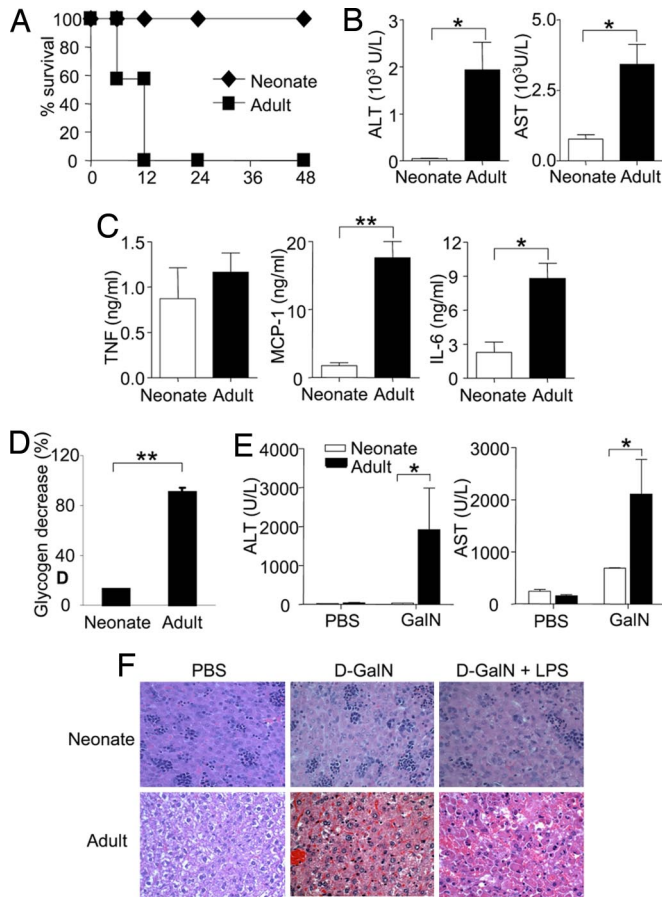 A
% survival
100
80
60
40
20
0
0 12 24 36 48
Neonate
Adult
B
ALT (10³ U/L)
3
2
1
0
Neonate Adult
*
AST (10³U/L)
5.0
2.5
0.0
Neonate Adult
*
C
TNF (ng/ml)
1.5
1.0
0.5
0.0
Neonate Adult
MCP-1 (ng/ml)
20
10
0
Neonate Adult
**
IL-6 (ng/ml)
12
9
6
3
0
Neonate Adult
*
D
Glycogen decrease (%)
120
80
40
0
D
Neonate Adult
**
E
Neonate
Adult
ALT (U/L)
4000
3000
2000
1000
0
PBS GalN
*
AST (U/L)
3000
2000
1000
0
PBS GalN
*
F
PBS D-GalN D-GalN + LPS
Neonate
Adult